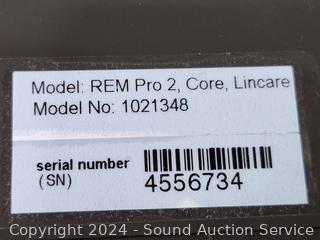 Model: REM Pro 2, Core, Lincare
Model No: 1021348
serial number
(SN)
4556734
Copyright © 2024 - Sound Auction Service